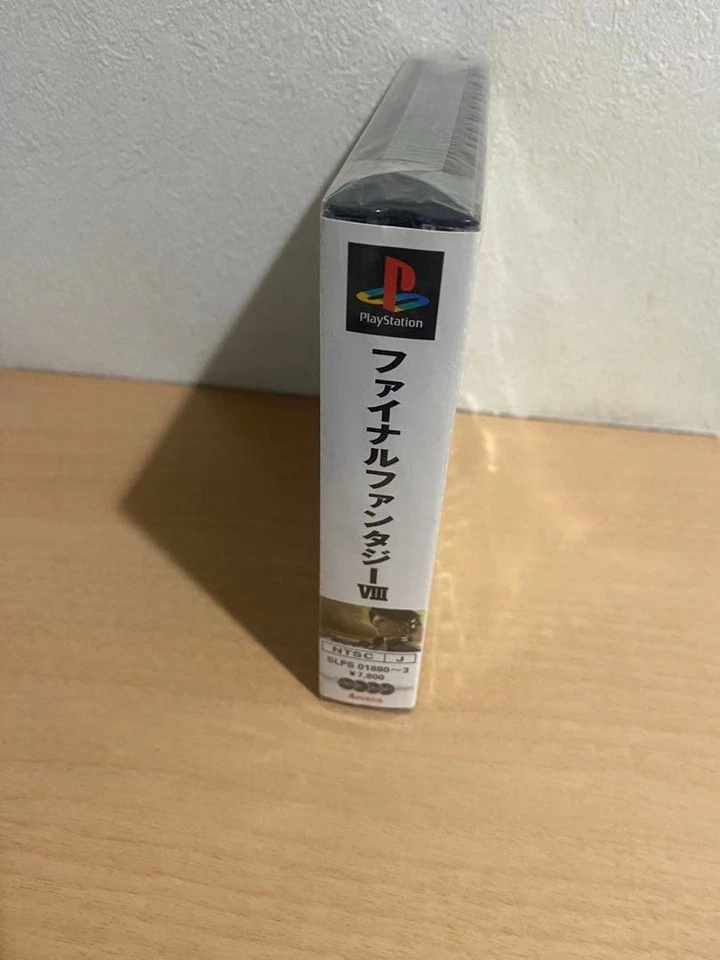 PlayStation
ファイナルファンタジーVIII
NTSC J
SLPS 01880〜3
¥7,800
4DISCS